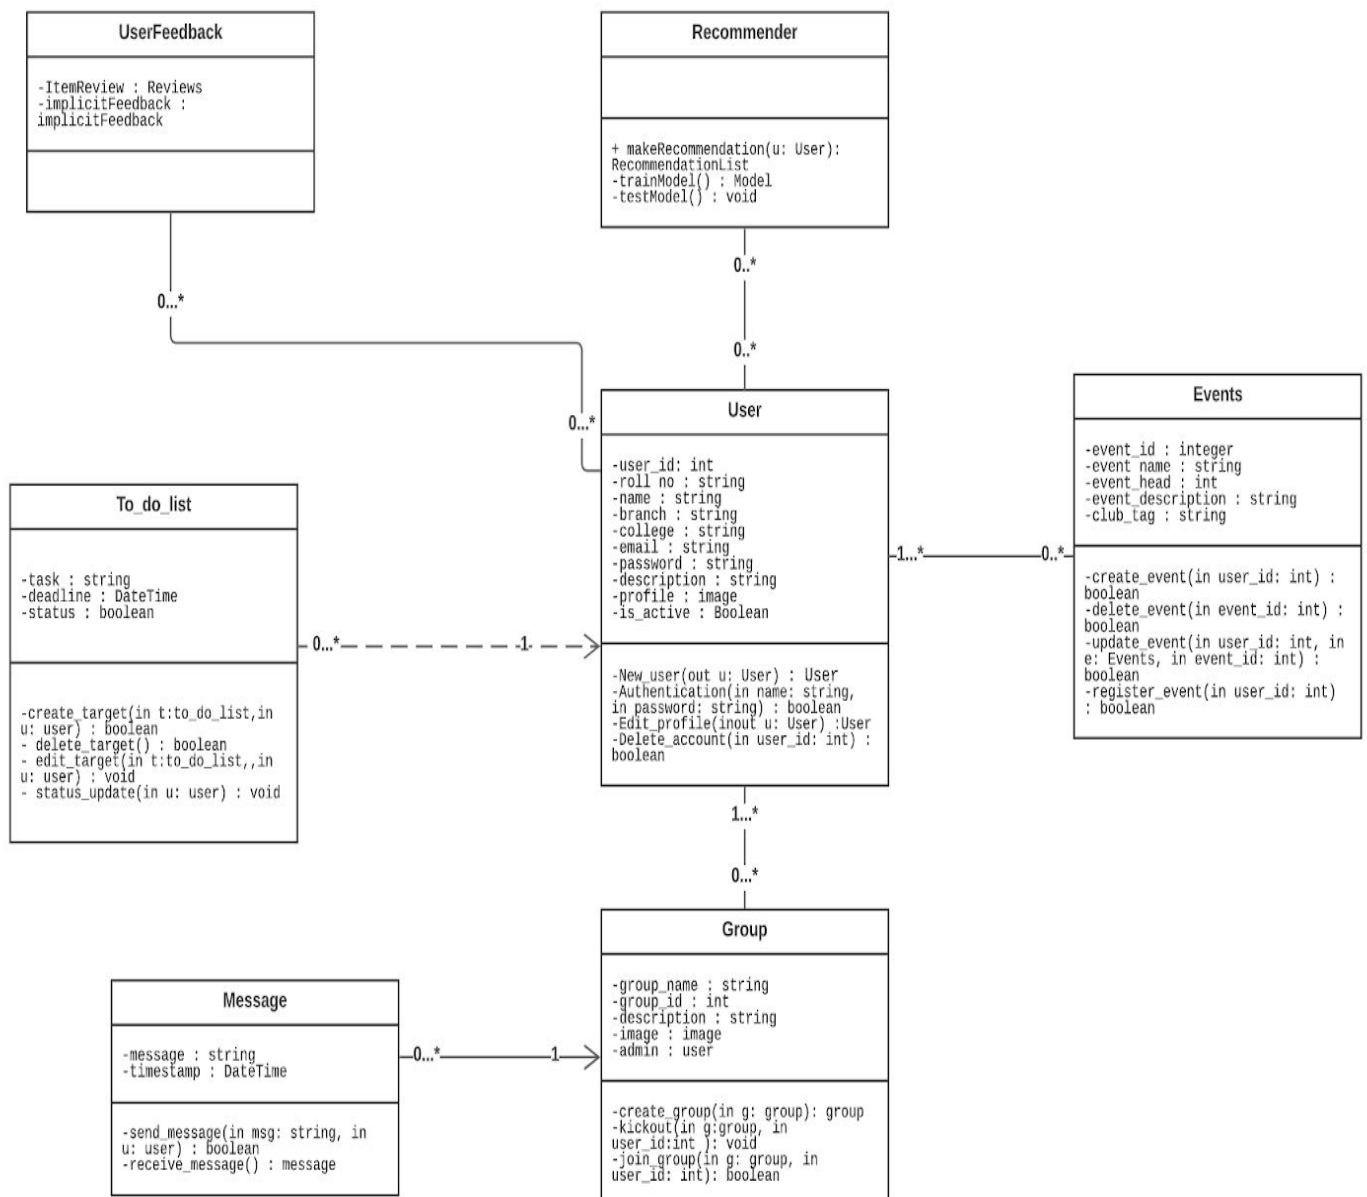 UserFeedback
-ItemReview : Reviews
-implicitFeedback :
implicitFeedback
Recommender
+ makeRecommendation(u: User):
RecommendationList
-trainModel() : Model
-testModel() : void
0...*
0..*
0..*
0...*
User
-user_id: int
-roll no : string
-name : string
-branch : string
-college : string
-email : string
-password : string
-description : string
-profile : image
-is_active : Boolean
-New_user(out u: User) : User
-Authentication(in name: string,
in password: string) : boolean
-Edit_profile(inout u: User) :User
-Delete_account(in user_id: int) :
boolean
Events
-event_id : integer
-event name : string
-event_head : int
-event_description : string
-club_tag : string
-create_event(in user_id: int) :
boolean
-delete_event(in event_id: int) :
boolean
-update_event(in user_id: int, in
e: Events, in event_id: int) :
boolean
-register_event(in user_id: int)
: boolean
1...*
0..*
To_do_list
-task : string
-deadline : DateTime
-status : boolean
-create_target(in t:to_do_list,in
u: user) : boolean
- delete_target() : boolean
- edit_target(in t:to_do_list,,in
u: user) : void
- status_update(in u: user) : void
0...*
1
1...*
0...*
Group
-group_name : string
-group_id : int
-description : string
-image : image
-admin : user
-create_group(in g: group): group
-kickout(in g:group, in
user_id:int ): void
-join_group(in g: group, in
user_id: int): boolean
Message
-message : string
-timestamp : DateTime
-send_message(in msg: string, in
u: user) : boolean
-receive_message() : message
0...*
1